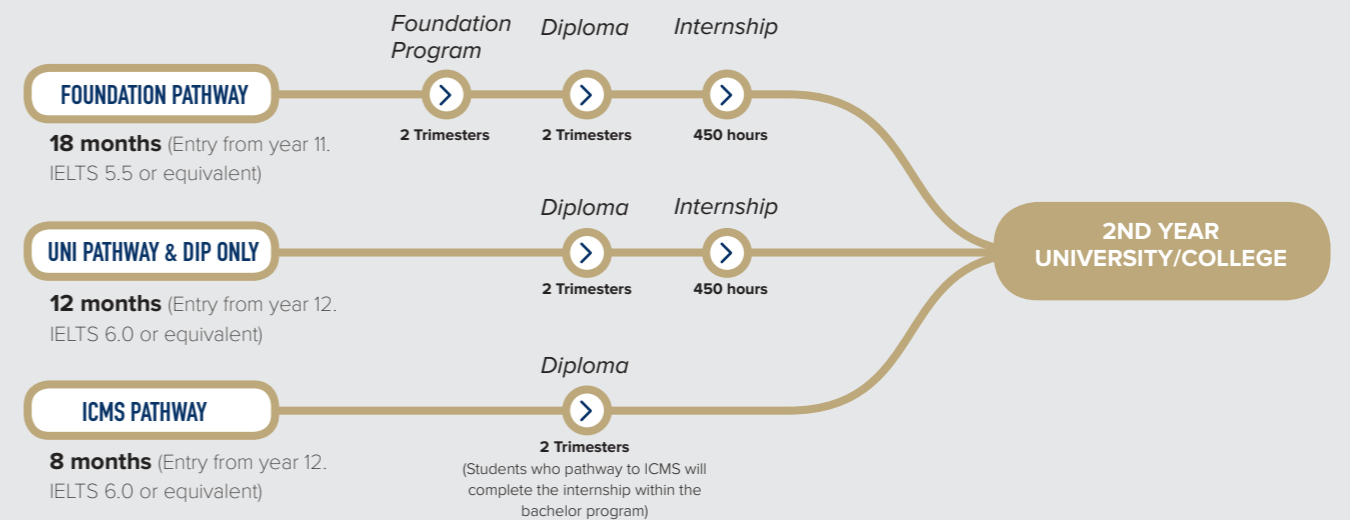 Foundation
Program
Diploma
Internship
FOUNDATION PATHWAY
2 Trimesters
2 Trimesters
450 hours
18 months (Entry from year 11.
IELTS 5.5 or equivalent)
Diploma
Internship
UNI PATHWAY & DIP ONLY
2 Trimesters
450 hours
12 months (Entry from year 12.
IELTS 6.0 or equivalent)
2ND YEAR
UNIVERSITY/COLLEGE
Diploma
ICMS PATHWAY
2 Trimesters
(Students who pathway to ICMS will
complete the internship within the
bachelor program)
8 months (Entry from year 12.
IELTS 6.0 or equivalent)